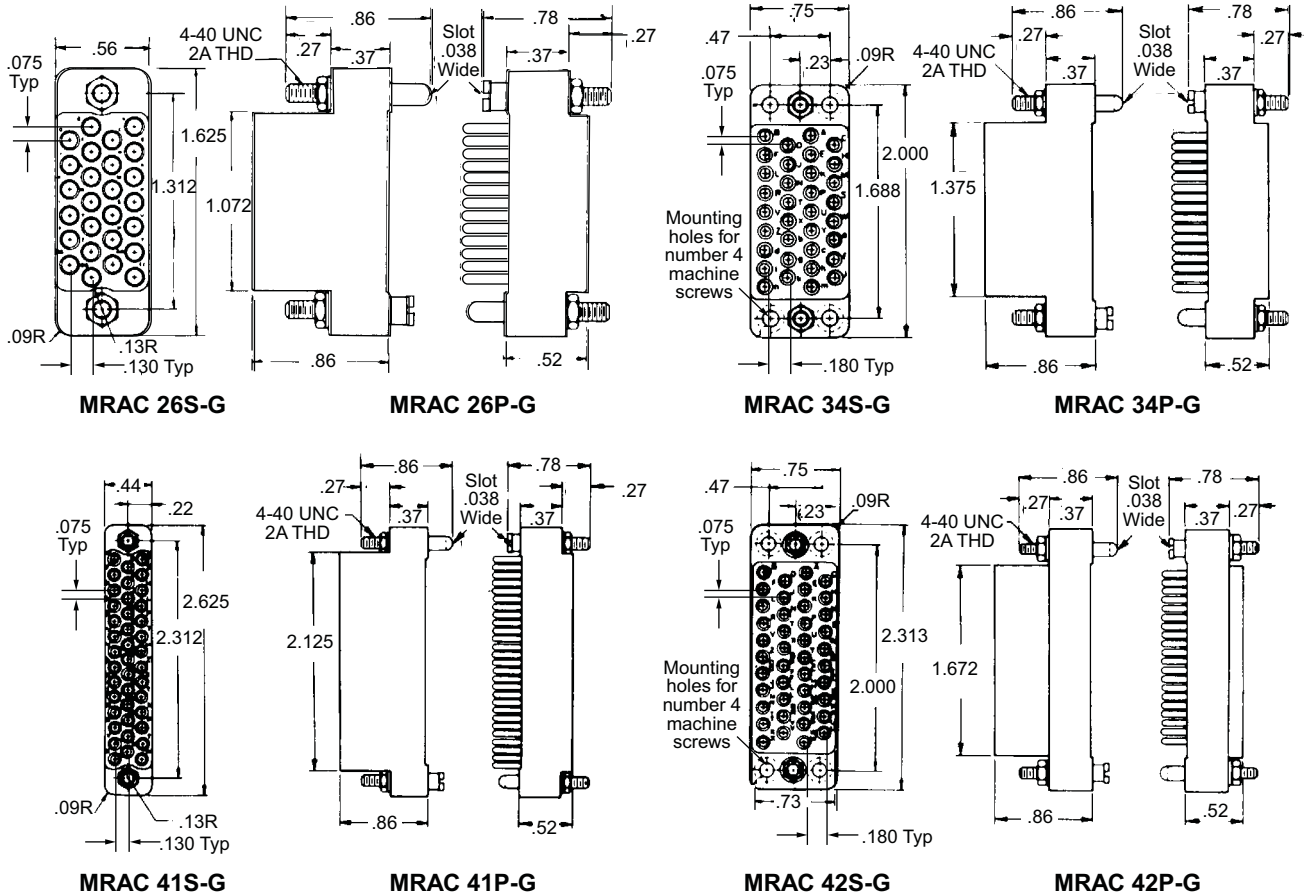 .56
.86
.78
4-40 UNC
2A THD
.27
.37
Slot
.038
Wide
.37
.27
.075
Typ
1.625
1.312
1.072
.09R
.13R
.130 Typ
.86
.52
MRAC 26S-G
MRAC 26P-G
.75
.86
.78
.47
.23
.09R
4-40 UNC
2A THD
.27
.37
Slot
.038
Wide
.37
.27
.075
Typ
2.000
1.688
1.375
Mounting
holes for
number 4
machine
screws
.180 Typ
.86
.52
MRAC 34S-G
MRAC 34P-G
.44
.22
.86
.78
.27
.37
Slot
.038
Wide
.37
.27
4-40 UNC
2A THD
.075
Typ
2.625
2.312
2.125
.09R
.13R
.130 Typ
.86
.52
MRAC 41S-G
MRAC 41P-G
.75
.86
.78
.47
.23
.09R
4-40 UNC
2A THD
.27
.37
Slot
.038
Wide
.37
.27
.075
Typ
2.313
2.000
1.672
Mounting
holes for
number 4
machine
screws
.73
.180 Typ
.86
.52
MRAC 42S-G
MRAC 42P-G